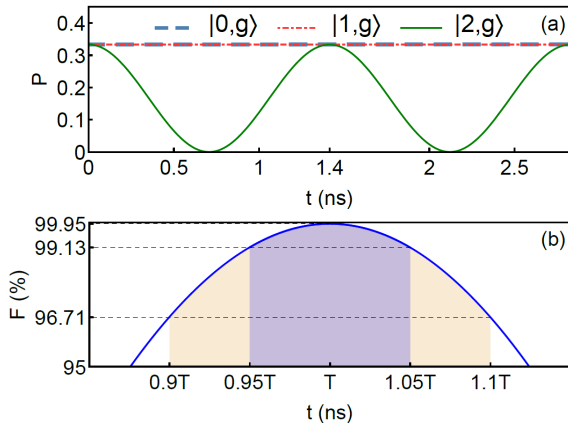 |0,g⟩ |1,g⟩ |2,g⟩ (a)
P
0.4
0.3
0.2
0.1
0
0 0.5 1 1.4 2 2.5
t (ns)
(b)
F (%)
99.95
99.13
96.71
95
0.9T 0.95T T 1.05T 1.1T
t (ns)